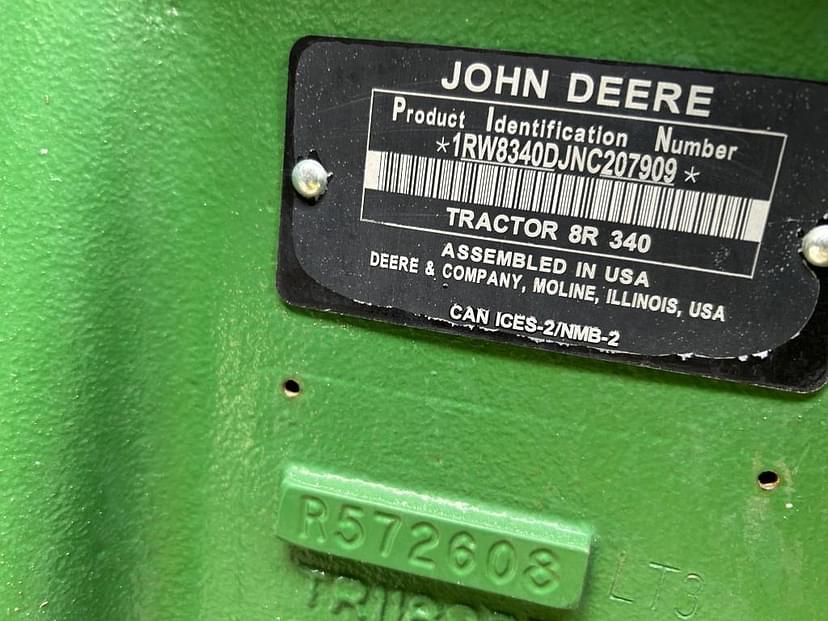 JOHN DEERE
Product Identification Number
*1RW8340DJNC207909*
TRACTOR 8R 340
ASSEMBLED IN USA
DEERE & COMPANY, MOLINE, ILLINOIS, USA
CAN ICES-2/NMB-2
R572608
LT3